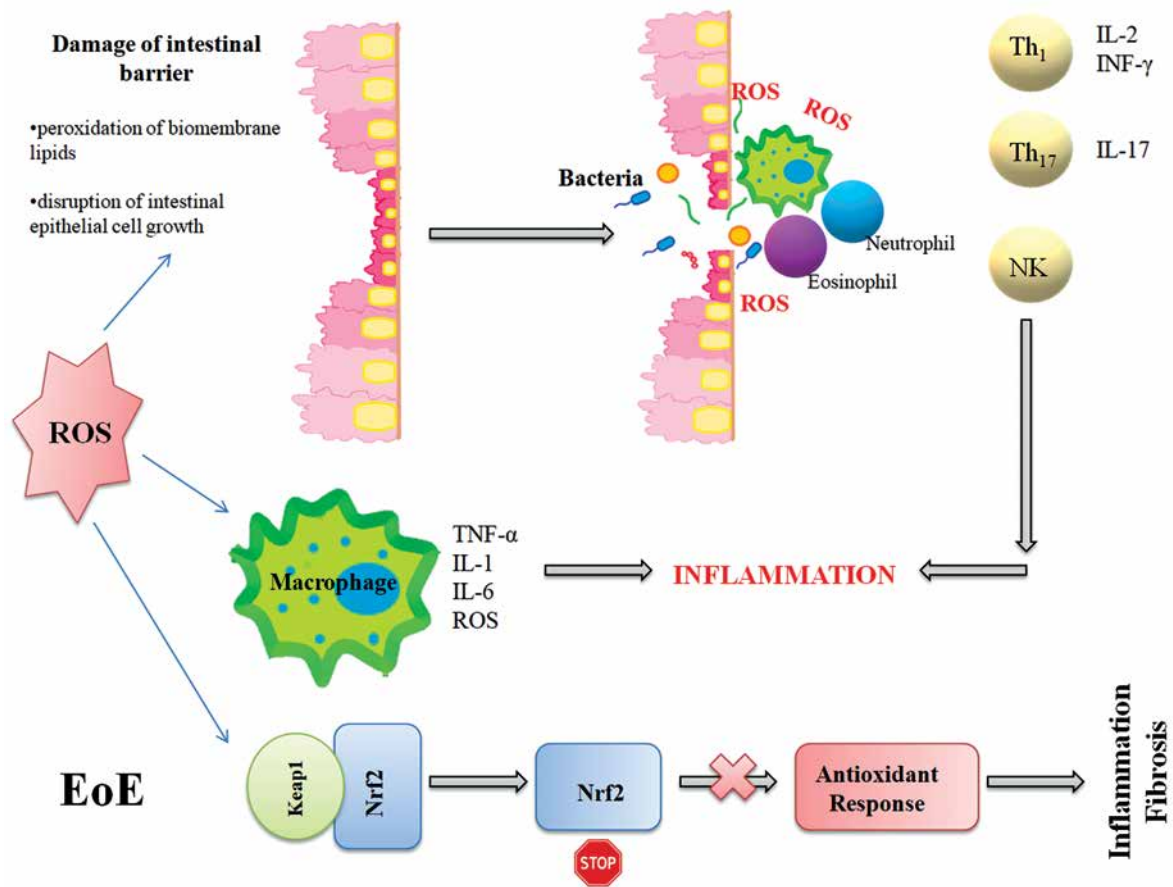 Damage of intestinal
barrier
•peroxidation of biomembrane
lipids
•disruption of intestinal
epithelial cell growth
ROS
Bacteria
ROS
ROS
ROS
Neutrophil
Eosinophil
Th1
IL-2
INF-γ
Th17
IL-17
NK
Macrophage
TNF-α
IL-1
IL-6
ROS
INFLAMMATION
EoE
Keap1
Nrf2
Nrf2
STOP
Antioxidant
Response
Inflammation
Fibrosis